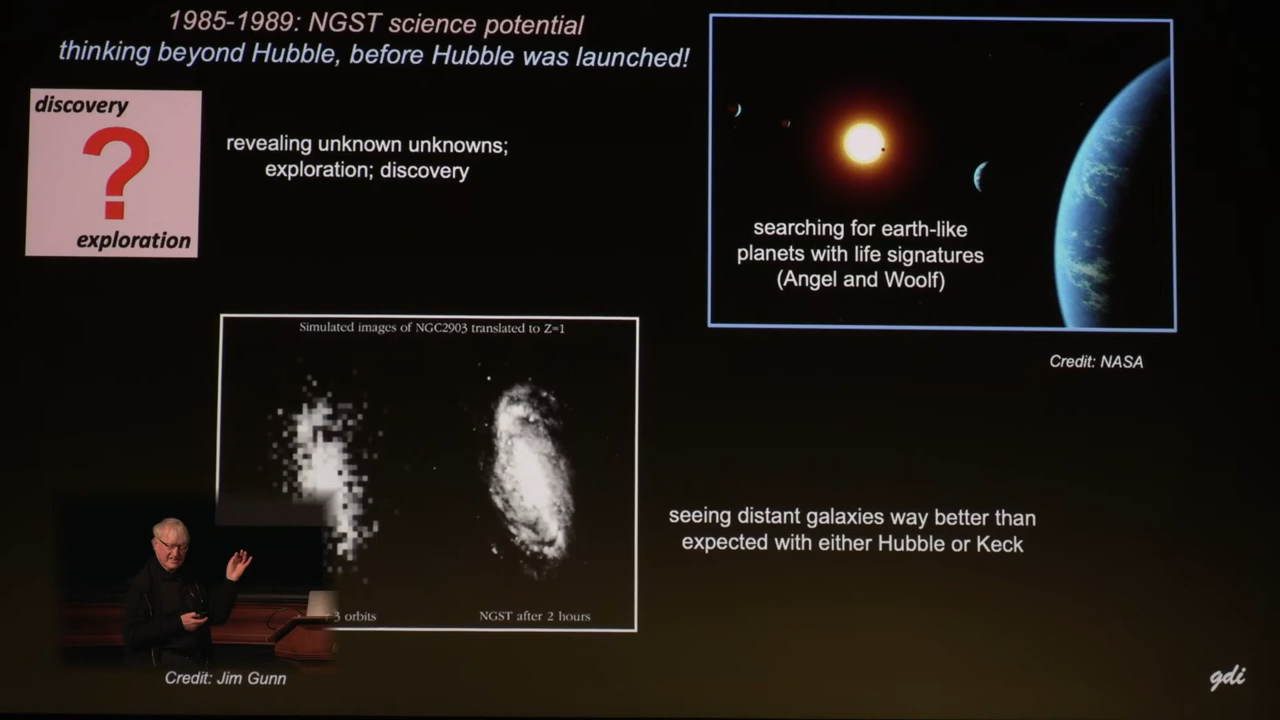 1985-1989: NGST science potential
thinking beyond Hubble, before Hubble was launched!
discovery
?
exploration
revealing unknown unknowns;
exploration; discovery
searching for earth-like
planets with life signatures
(Angel and Woolf)
Credit: NASA
Simulated images of NGC2903 translated to Z=1
3 orbits
NGST after 2 hours
seeing distant galaxies way better than
expected with either Hubble or Keck
Credit: Jim Gunn
gdi